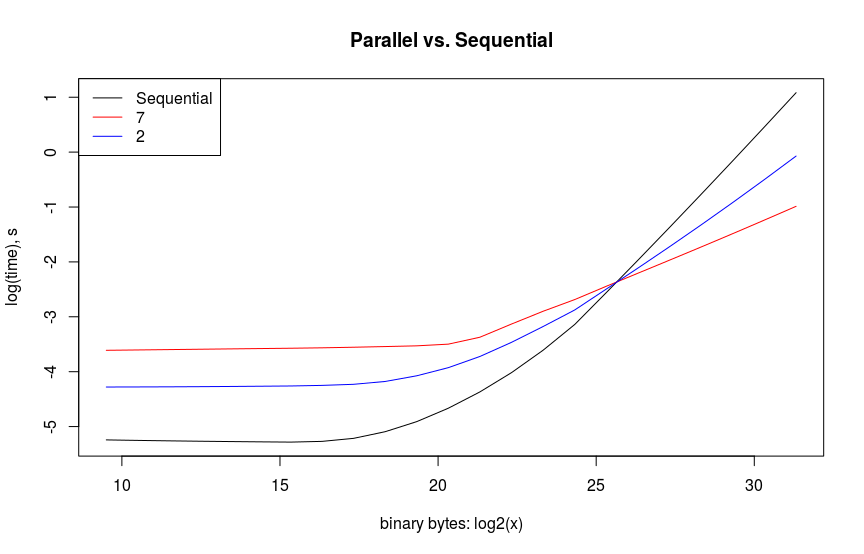 Parallel vs. Sequential
Sequential
7
2
1
0
-1
-2
-3
-4
-5
log(time), s
10 15 20 25 30
binary bytes: log2(x)